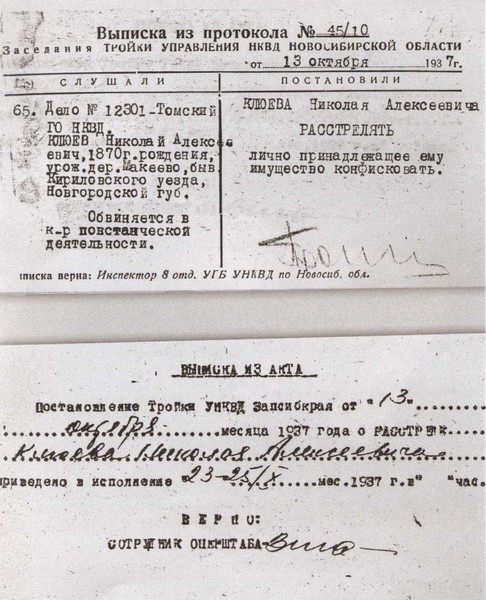 Выписка из протокола № 45/10
Заседания ТРОЙКИ УПРАВЛЕНИЯ НКВД НОВОСИБИРСКОЙ ОБЛАСТИ
от 13 октября 1937г.
СЛУШАЛИ
65. Дело № 12301-Томский
ГО НКВД.
КЛЮЕВ Николай Алексе
евич, 1870г. рождения,
урож. дер. Макеево, быв.
Кириловского уезда,
Новгородской губ.
Обвиняется в
к-р повстанческой
деятельности.
ПОСТАНОВИЛИ
КЛЮЕВА Николая Алексеевича
РАССТРЕЛЯТЬ
лично принадлежащее ему
имущество конфисковать.
писка верна: Инспектор 8 отд. УГБ УНКВД по Новосиб. обл.
ВЫПИСКА ИЗ АКТА
Постановление Тройки УНКВД Запсибкрая от "13"
октября месяца 1937 года о РАССТРЕЛЕ
Клюева Николая Алексеевича
приведено в исполнение "23-25/X мес. 1937 г. в" "час.
ВЕРНО:
СОТРУДНИК ОПЕРШТАБА-